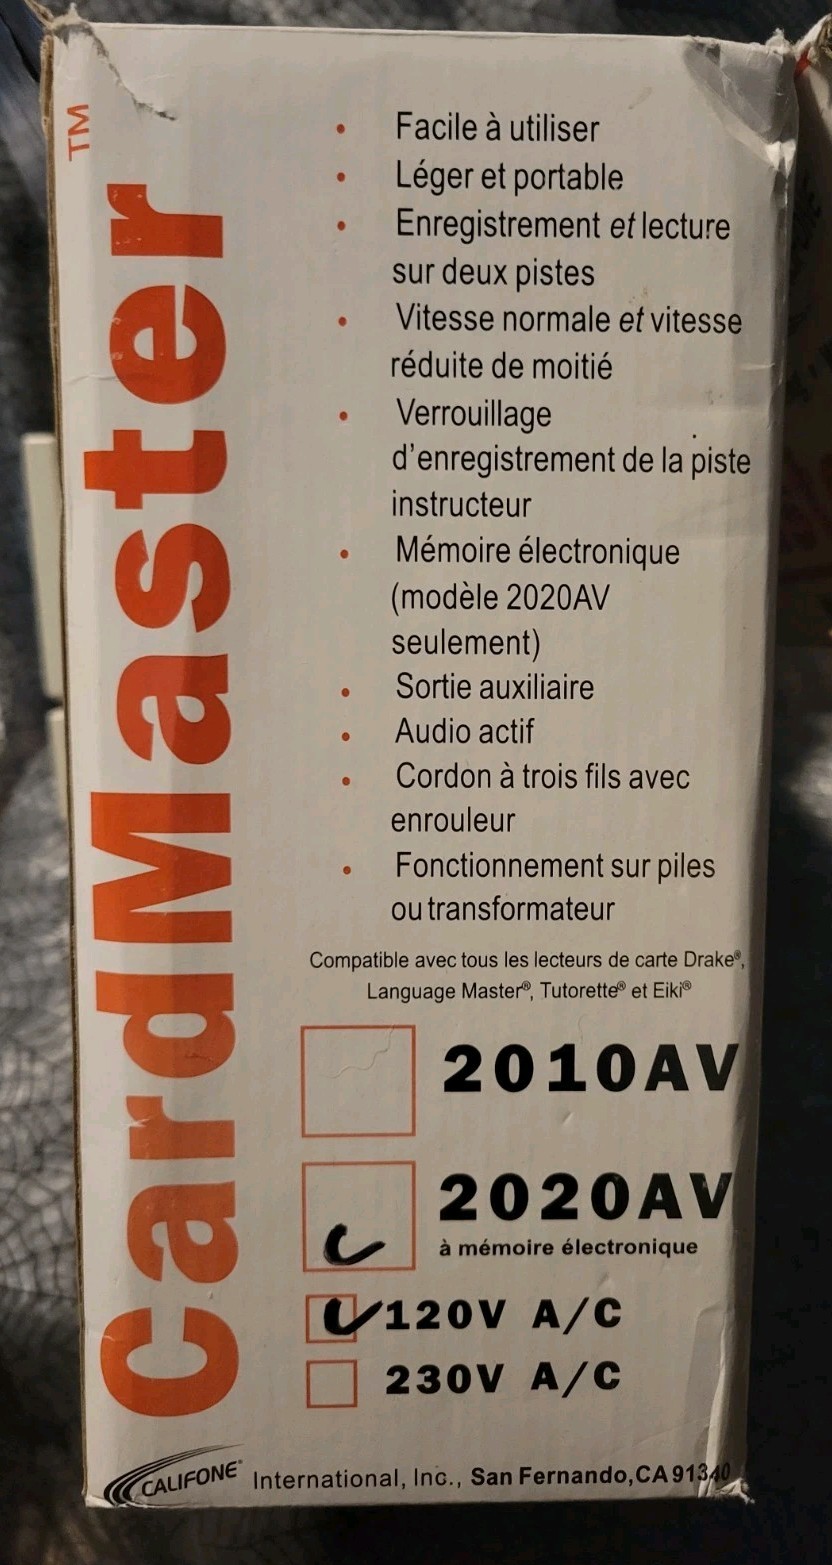 CardMaster™
• Facile à utiliser
• Léger et portable
• Enregistrement et lecture
sur deux pistes
• Vitesse normale et vitesse
réduite de moitié
• Verrouillage
d'enregistrement de la piste
instructeur
• Mémoire électronique
(modèle 2020AV
seulement)
• Sortie auxiliaire
• Audio actif
• Cordon à trois fils avec
enrouleur
• Fonctionnement sur piles
ou transformateur
Compatible avec tous les lecteurs de carte Drake®,
Language Master®, Tutorette® et Eiki®
2010AV
2020AV
à mémoire électronique
120V A/C
230V A/C
CALIFONE® International, Inc., San Fernando, CA 91340